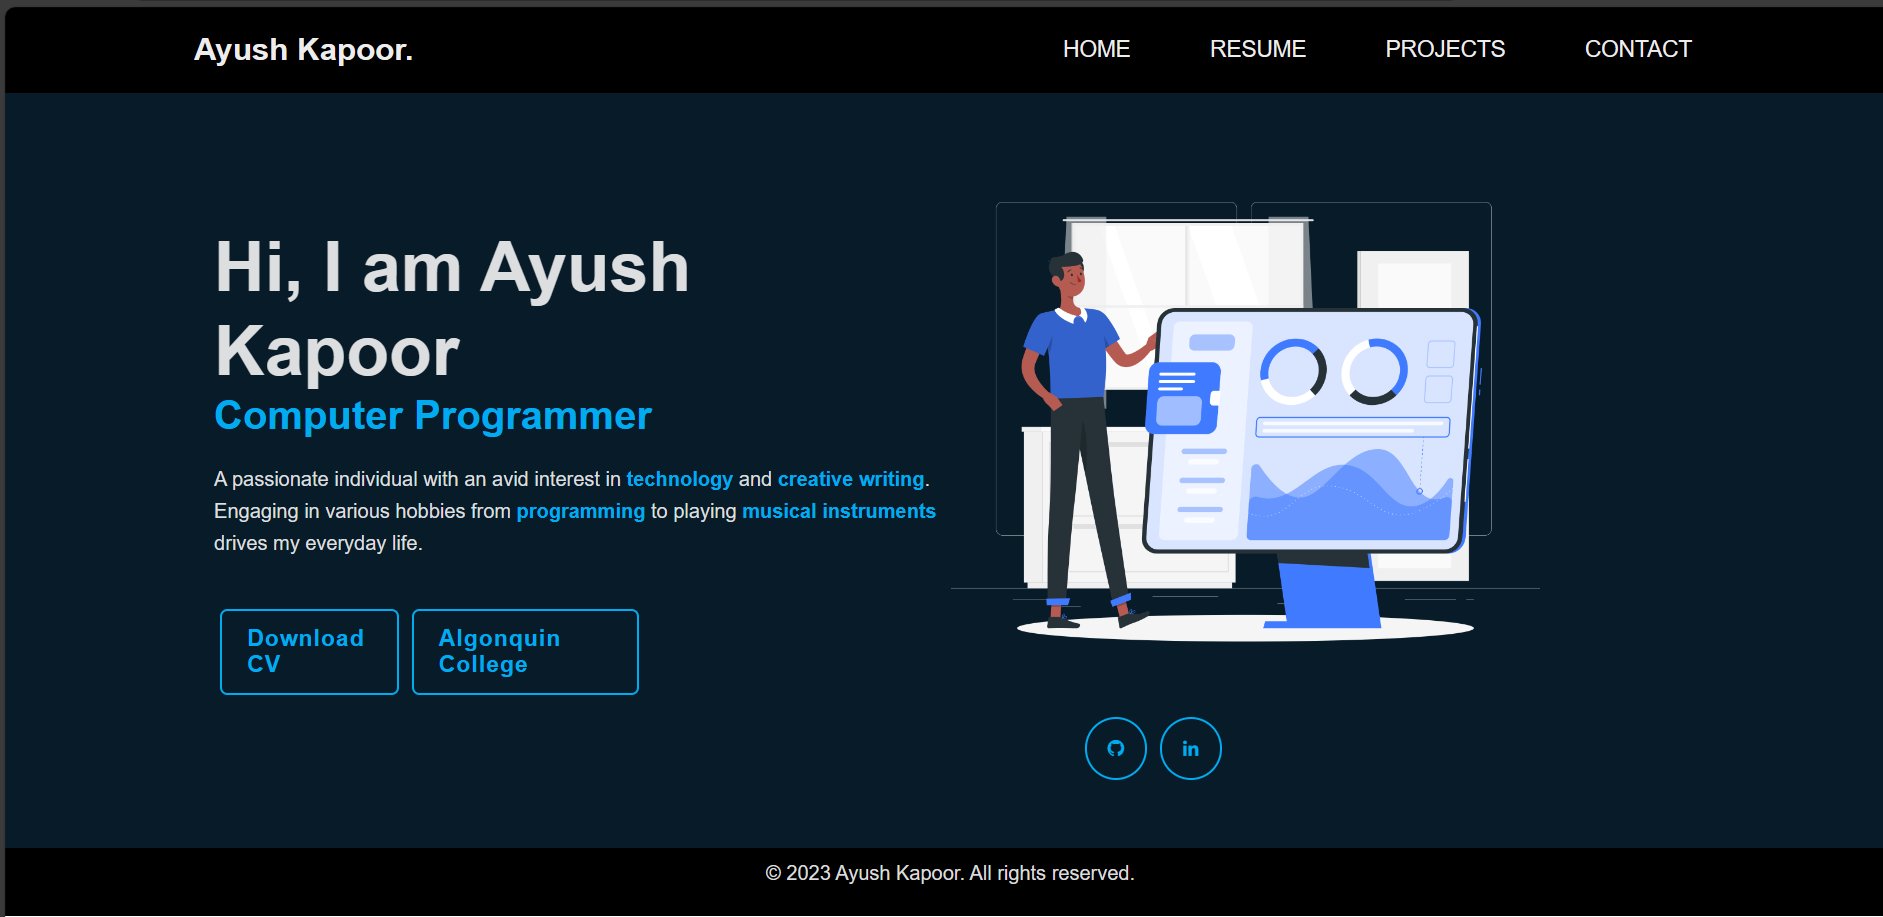 Ayush Kapoor.
HOME RESUME PROJECTS CONTACT
Hi, I am Ayush
Kapoor
Computer Programmer
A passionate individual with an avid interest in technology and creative writing.
Engaging in various hobbies from programming to playing musical instruments
drives my everyday life.
Download
CV
Algonquin
College
in
© 2023 Ayush Kapoor. All rights reserved.